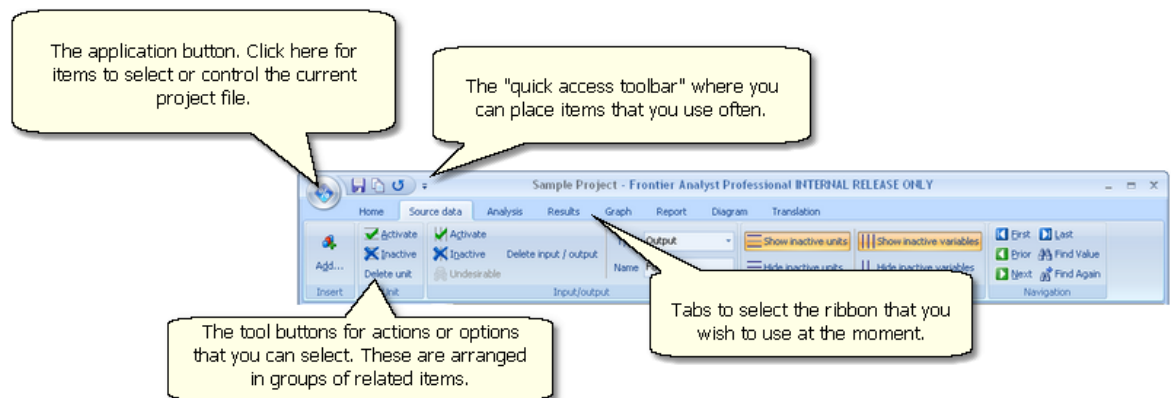 The application button. Click here for
items to select or control the current
project file.
The "quick access toolbar" where you
can place items that you use often.
Sample Project - Frontier Analyst Professional INTERNAL RELEASE ONLY
Home Source data Analysis Results Graph Report Diagram Translation
Activate Activate Output Show inactive units Show inactive variables First Last
Add... Inactive Inactive Delete input / output Prior Find Value
Delete unit Undesirable Name Hide inactive units Hide inactive variables Next Find Again
Insert Unit Input/output Navigation
The tool buttons for actions or options
that you can select. These are arranged
in groups of related items.
Tabs to select the ribbon that you
wish to use at the moment.